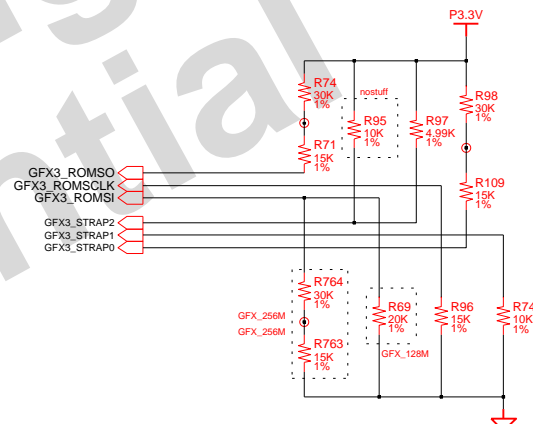 P3.3V
R74
30K
1%
nostuff
R95
10K
1%
R97
4.99K
1%
R98
30K
1%
R71
15K
1%
GFX3_ROMSO
GFX3_ROMSCLK
GFX3_ROMSI
R109
15K
1%
GFX3_STRAP2
GFX3_STRAP1
GFX3_STRAP0
R764
30K
1%
GFX_256M
GFX_256M
R763
15K
1%
R69
20K
1%
GFX_128M
R96
15K
1%
R74
10K
1%
ential